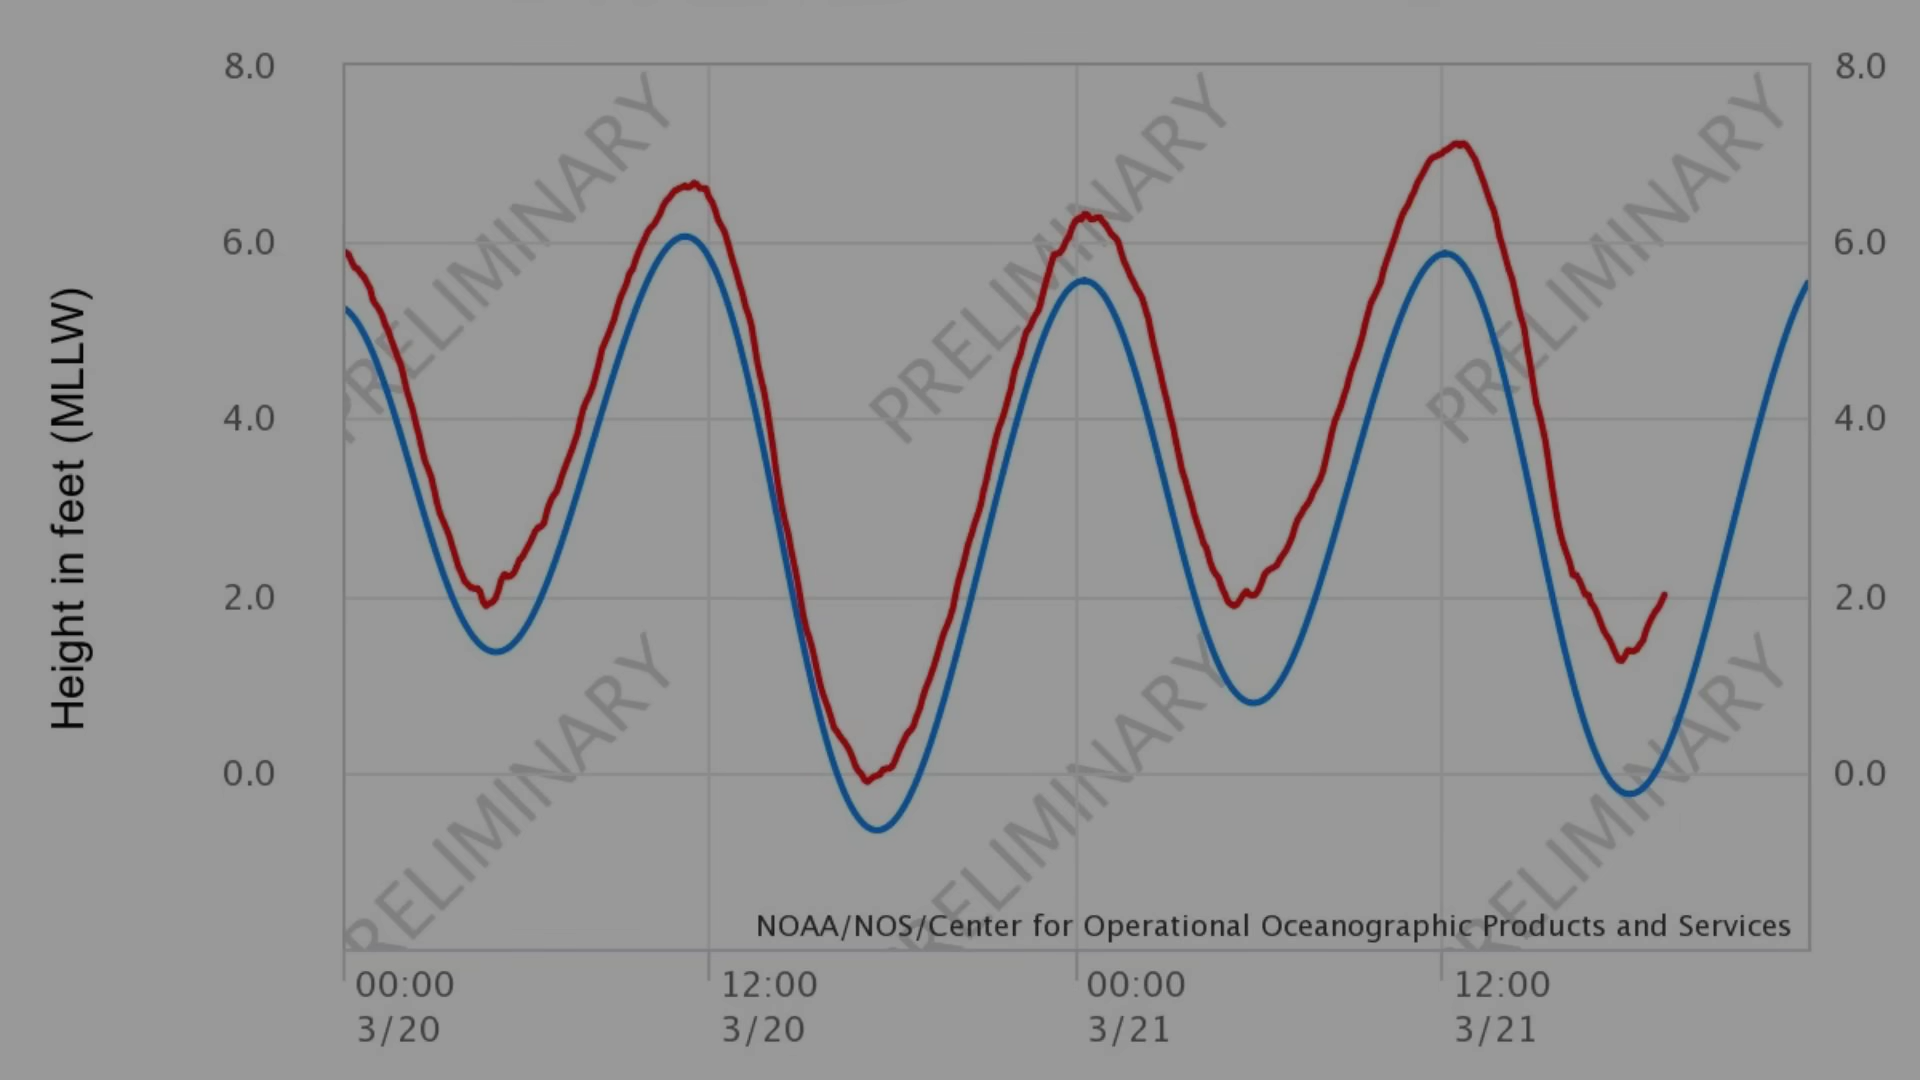 8.0
8.0
6.0
6.0
Height in feet (MLLW)
4.0
4.0
2.0
2.0
0.0
0.0
PRELIMINARY
PRELIMINARY
PRELIMINARY
PRELIMINARY
PRELIMINARY
PRELIMINARY
NOAA/NOS/Center for Operational Oceanographic Products and Services
00:00
3/20
12:00
3/20
00:00
3/21
12:00
3/21